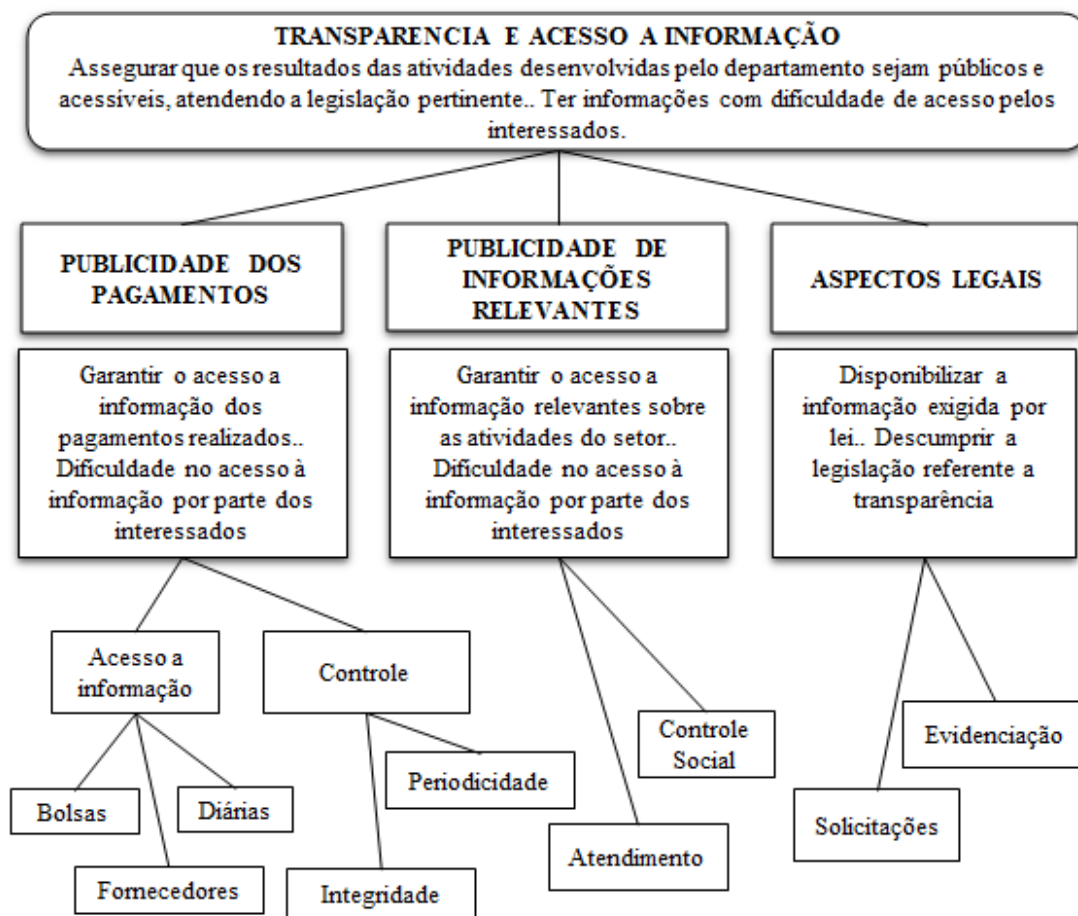 TRANSPARENCIA E ACESSO A INFORMAÇÃO
Assegurar que os resultados das atividades desenvolvidas pelo departamento sejam públicos e
acessíveis, atendendo a legislação pertinente.. Ter informações com dificuldade de acesso pelos
interessados.
PUBLICIDADE DOS
PAGAMENTOS
PUBLICIDADE DE
INFORMAÇÕES
RELEVANTES
ASPECTOS LEGAIS
Garantir o acesso a
informação dos
pagamentos realizados..
Dificuldade no acesso à
informação por parte dos
interessados
Garantir o acesso a
informação relevantes sobre
as atividades do setor..
Dificuldade no acesso à
informação por parte dos
interessados
Disponibilizar a
informação exigida por
lei.. Descumprir a
legislação referente a
transparência
Acesso a
informação
Controle
Controle
Social
Evidenciação
Bolsas
Diárias
Periodicidade
Solicitações
Fornecedores
Integridade
Atendimento